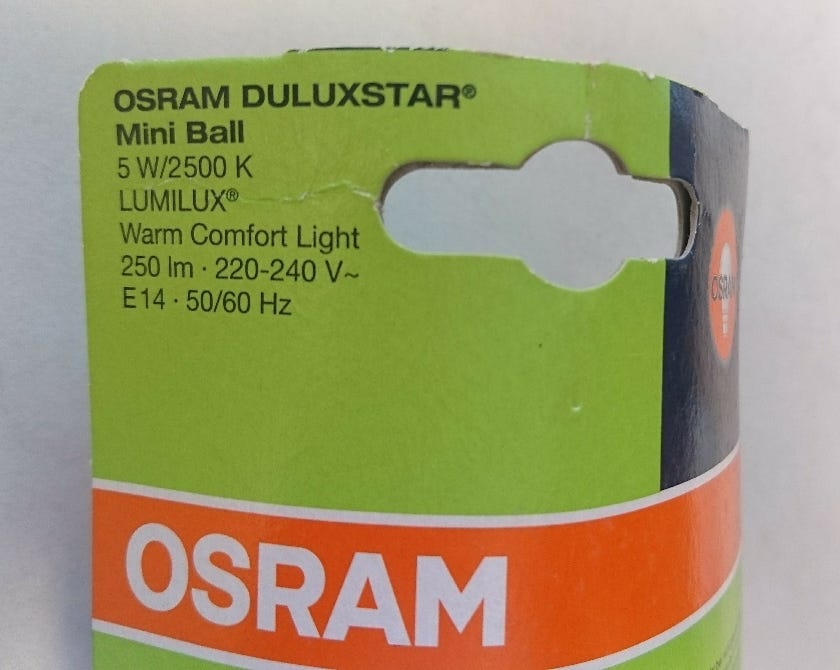 OSRAM DULUXSTAR®
Mini Ball
5 W/2500 K
LUMILUX®
Warm Comfort Light
250 lm · 220-240 V~
E14 · 50/60 Hz
OSRAM
OSRAM